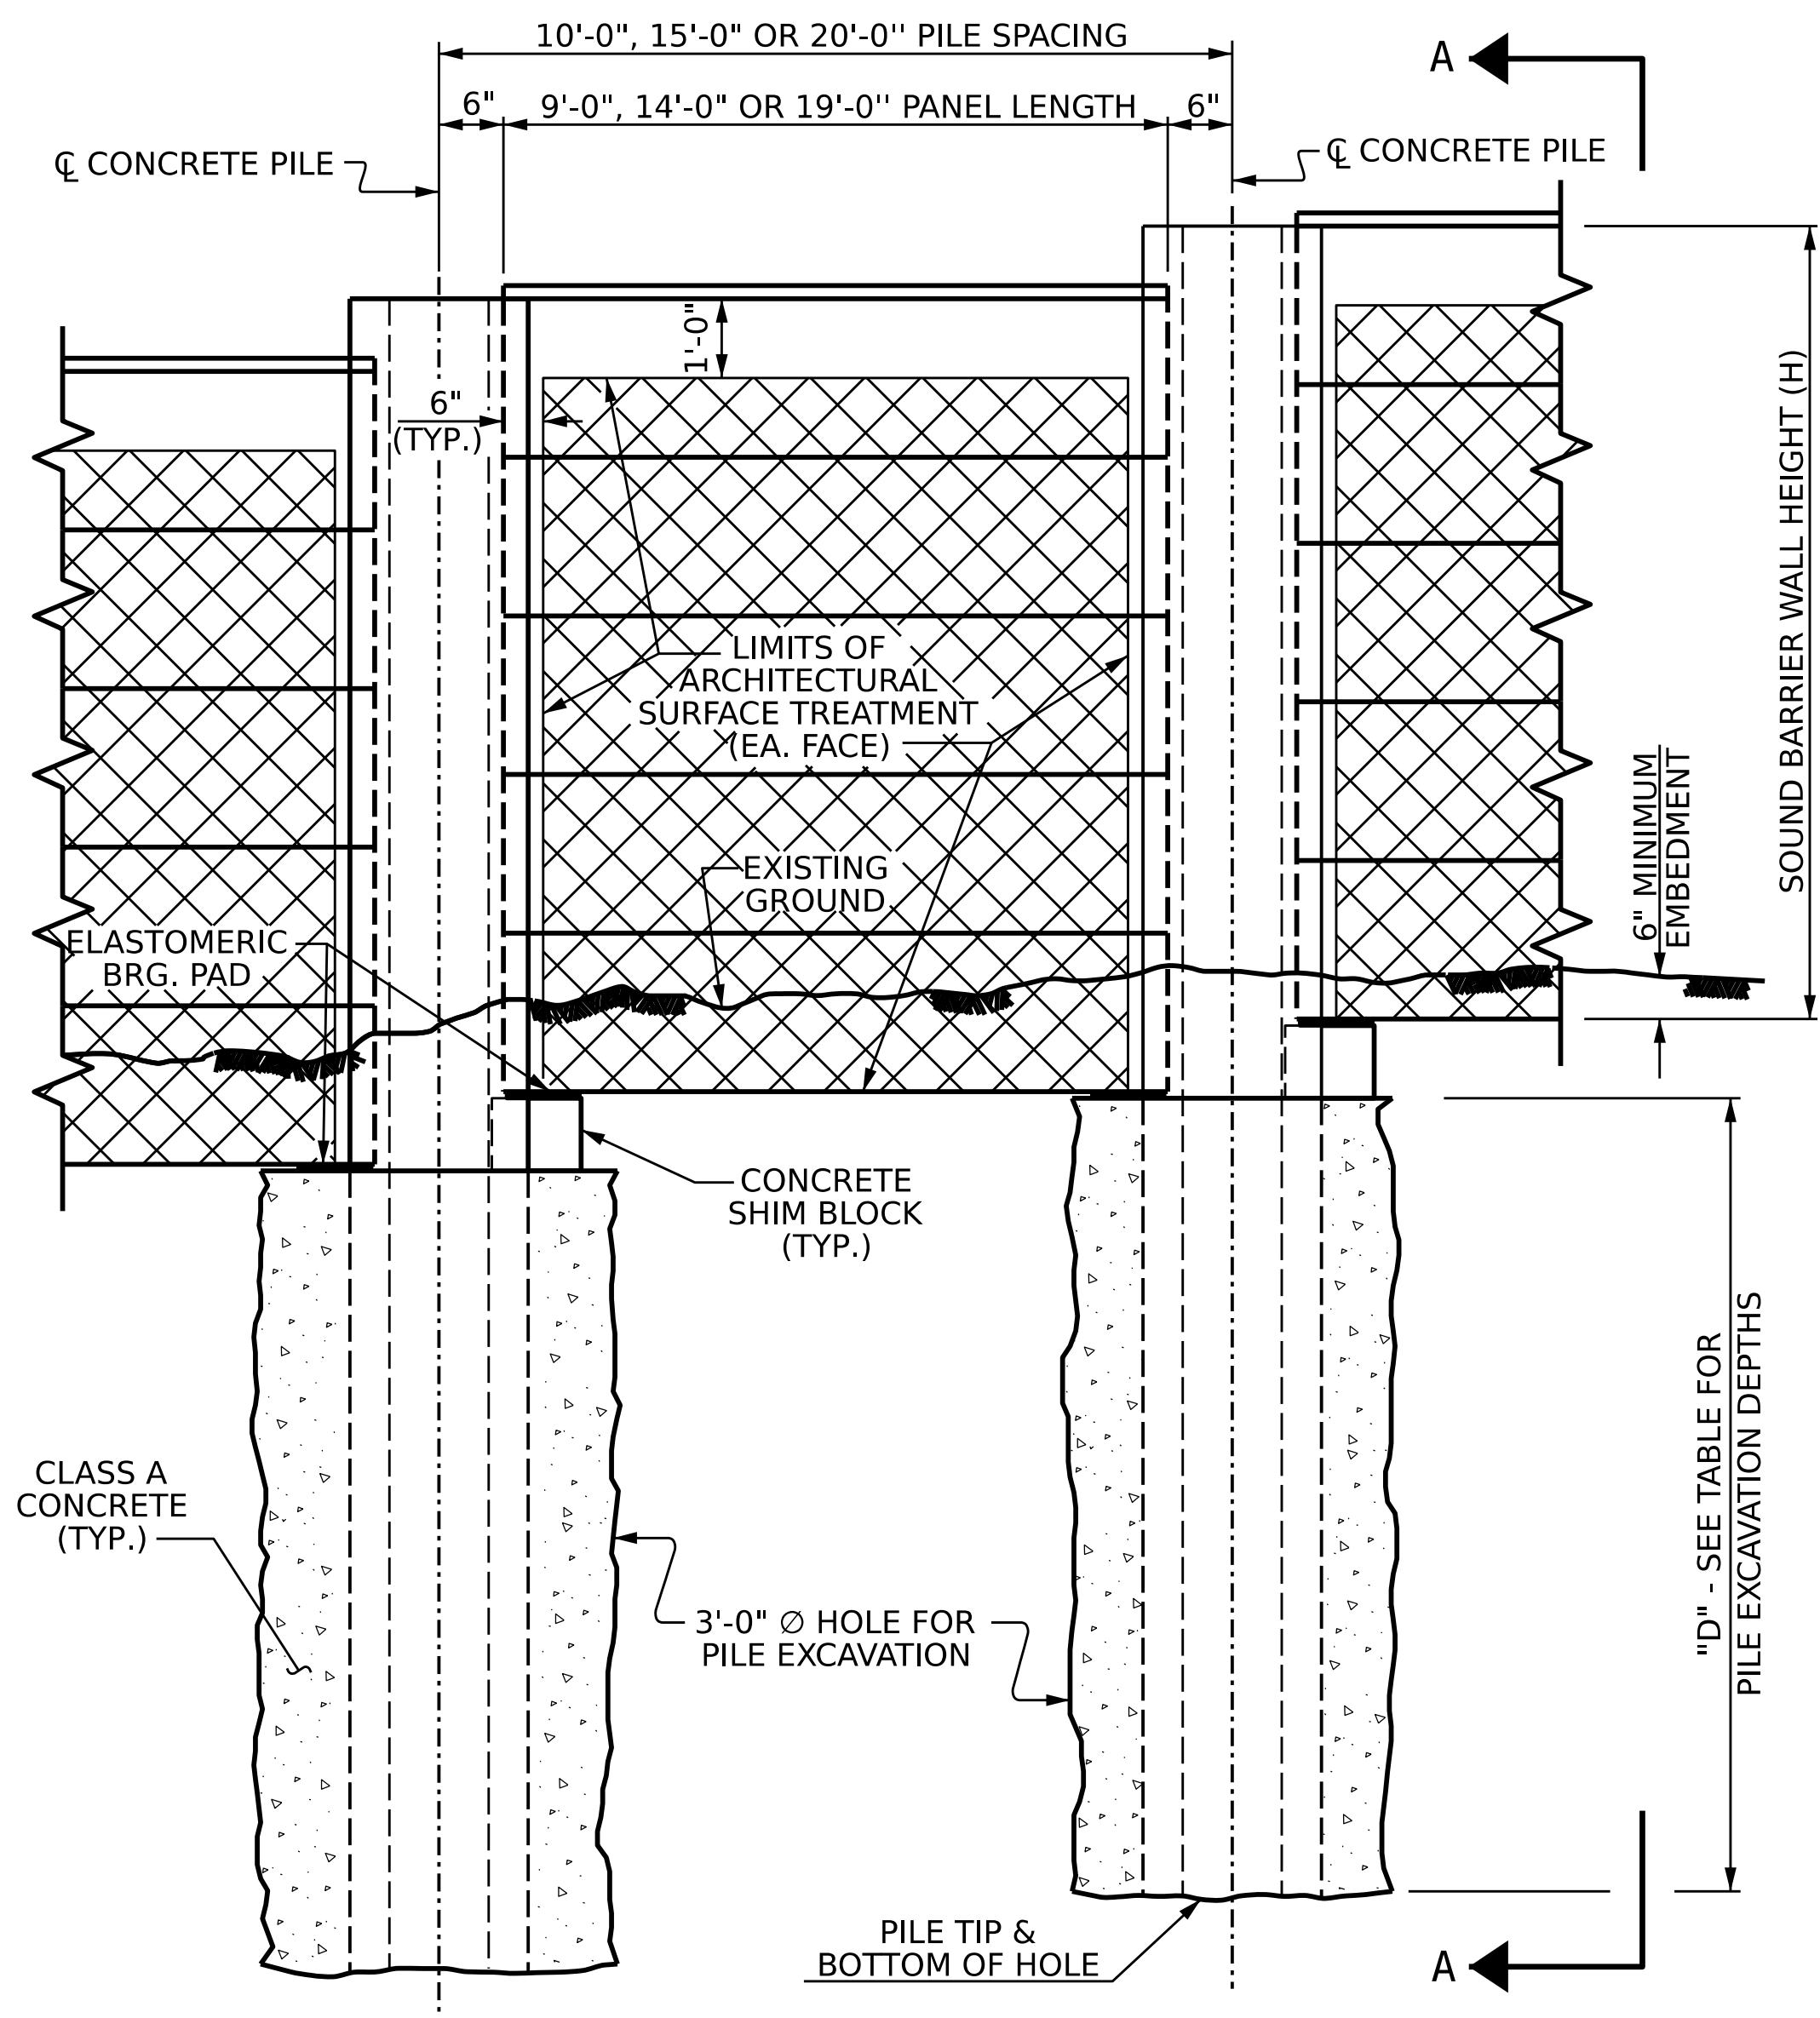 10'-0", 15'-0" OR 20'-0'' PILE SPACING
A
6"
9'-0", 14'-0" OR 19'-0'' PANEL LENGTH
6"
℄ CONCRETE PILE
℄ CONCRETE PILE
1'-0"
6"
(TYP.)
SOUND BARRIER WALL HEIGHT (H)
LIMITS OF
ARCHITECTURAL
SURFACE TREATMENT
(EA. FACE)
6" MINIMUM
EMBEDMENT
EXISTING
GROUND
ELASTOMERIC
BRG. PAD
CONCRETE
SHIM BLOCK
(TYP.)
"D" - SEE TABLE FOR
PILE EXCAVATION DEPTHS
CLASS A
CONCRETE
(TYP.)
3'-0" ∅ HOLE FOR
PILE EXCAVATION
PILE TIP &
BOTTOM OF HOLE
A